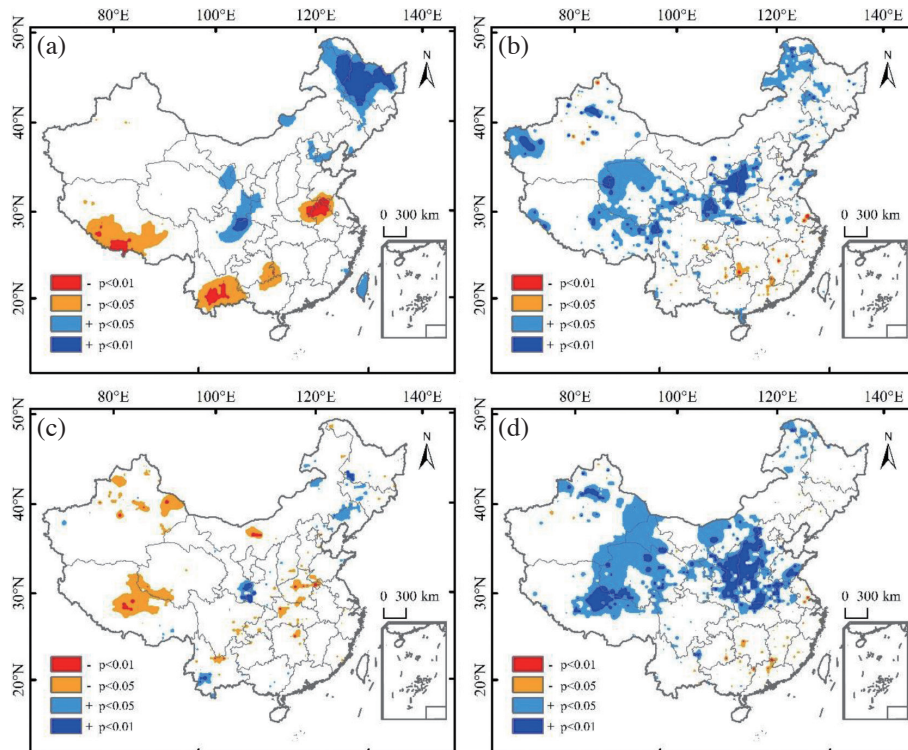 80°E 100°E 120°E 140°E
50°N
40°N
30°N
20°N
(a)
N
0 300 km
- p<0.01
- p<0.05
+ p<0.05
+ p<0.01
80°E 100°E 120°E 140°E
50°N
40°N
30°N
20°N
(b)
N
0 300 km
- p<0.01
- p<0.05
+ p<0.05
+ p<0.01
80°E 100°E 120°E 140°E
50°N
40°N
30°N
20°N
(c)
N
0 300 km
- p<0.01
- p<0.05
+ p<0.05
+ p<0.01
80°E 100°E 120°E 140°E
50°N
40°N
30°N
20°N
(d)
N
0 300 km
- p<0.01
- p<0.05
+ p<0.05
+ p<0.01